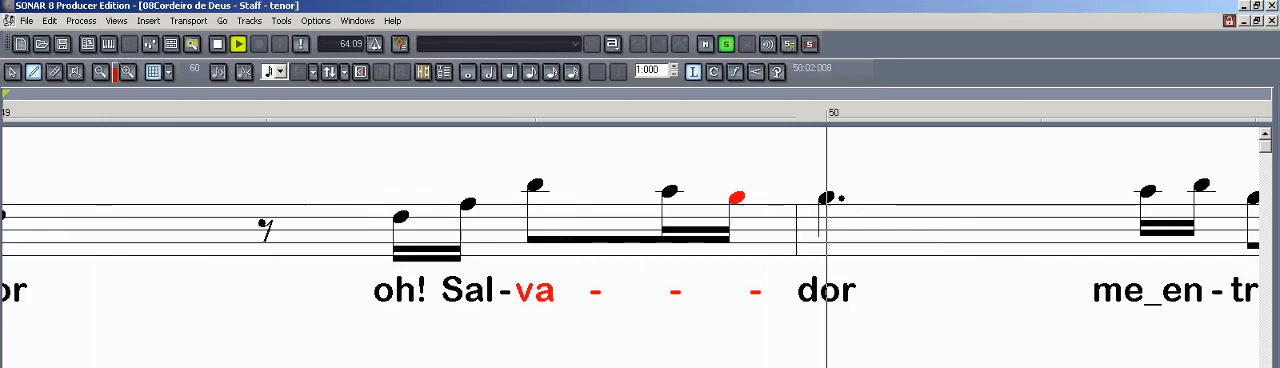 SONAR 8 Producer Edition - [08Cordeiro de Deus - Staff - tenor]
File Edit Process Views Insert Transport Go Tracks Tools Options Windows Help
64.09
60 1:000 50:02:008
49 50
or oh! Sal-va - - - dor me_en-tr